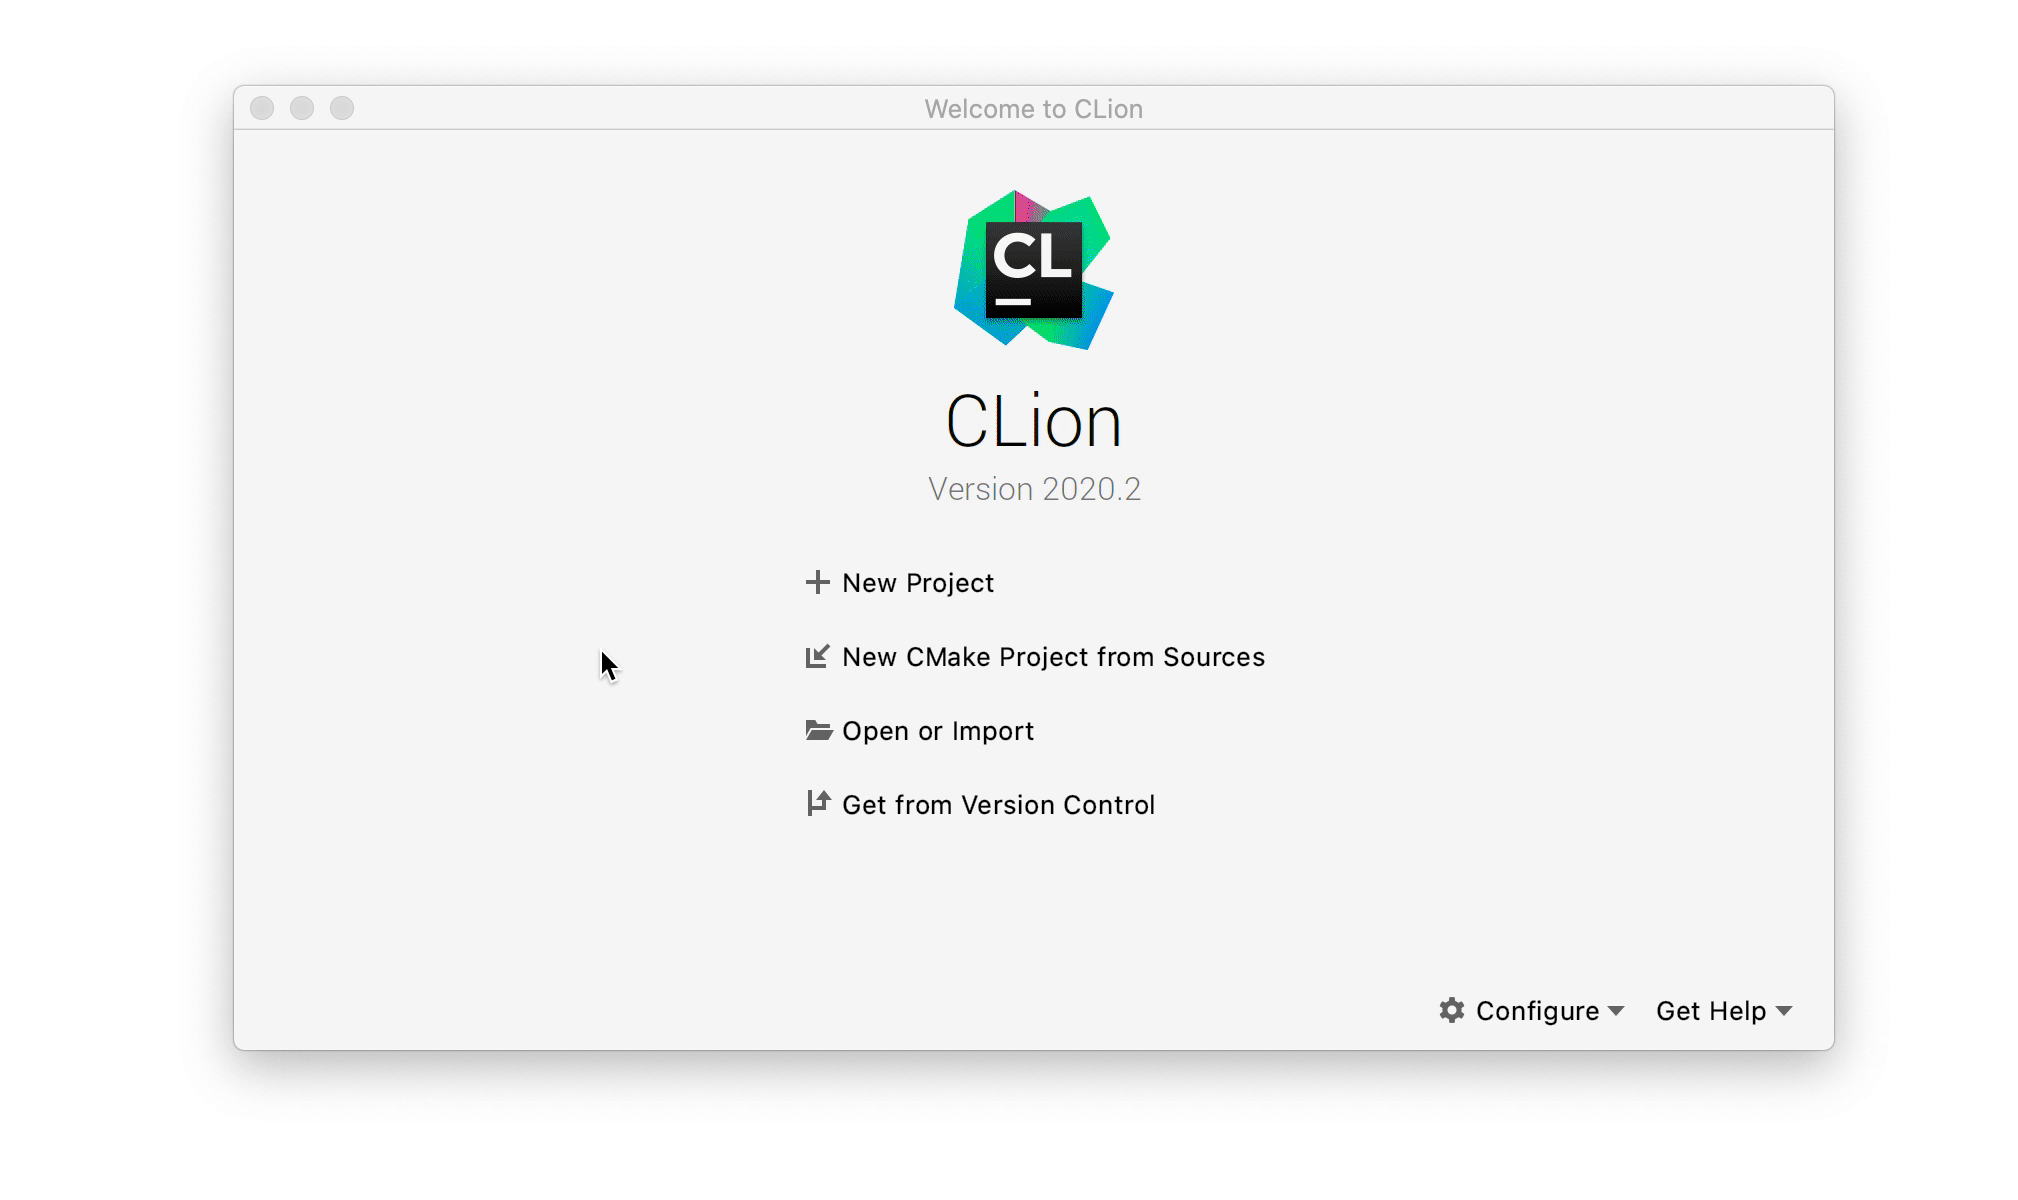 Welcome to CLion
CL
CLion
Version 2020.2
New Project
New CMake Project from Sources
Open or Import
Get from Version Control
Configure
Get Help